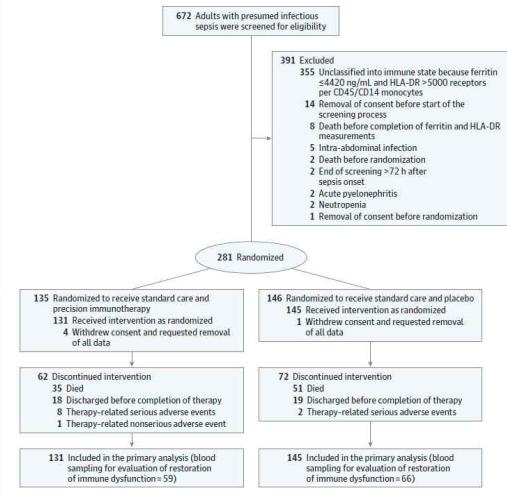 672 Adults with presumed infectious
sepsis were screened for eligibility
391 Excluded
355 Unclassified into immune state because ferritin
≤4420 ng/mL and HLA-DR >5000 receptors
per CD45/CD14 monocytes
14 Removal of consent before start of the
screening process
8 Death before completion of ferritin and HLA-DR
measurements
5 Intra-abdominal infection
2 Death before randomization
2 End of screening >72 h after
sepsis onset
2 Acute pyelonephritis
2 Neutropenia
1 Removal of consent before randomization
281 Randomized
135 Randomized to receive standard care and
precision immunotherapy
131 Received intervention as randomized
4 Withdrew consent and requested removal
of all data
146 Randomized to receive standard care and placebo
145 Received intervention as randomized
1 Withdrew consent and requested removal
of all data
62 Discontinued intervention
35 Died
18 Discharged before completion of therapy
8 Therapy-related serious adverse events
1 Therapy-related nonserious adverse event
72 Discontinued intervention
51 Died
19 Discharged before completion of therapy
2 Therapy-related serious adverse events
131 Included in the primary analysis (blood
sampling for evaluation of restoration
of immune dysfunction = 59)
145 Included in the primary analysis (blood
sampling for evaluation of restoration
of immune dysfunction = 66)